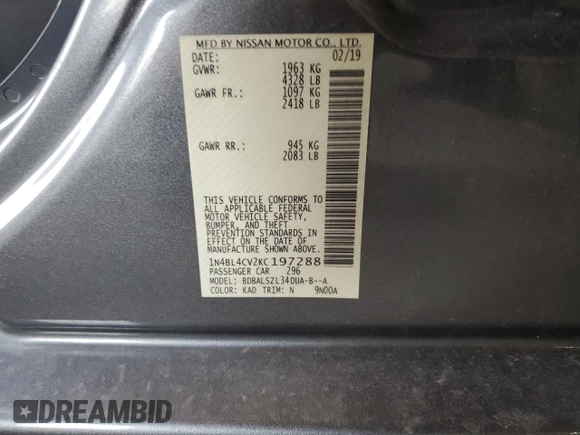 MFD BY NISSAN MOTOR CO., LTD.
DATE: 02/19
GVWR: 1963 KG
4328 LB
GAWR FR.: 1097 KG
2418 LB
GAWR RR.: 945 KG
2083 LB
THIS VEHICLE CONFORMS TO
ALL APPLICABLE FEDERAL
MOTOR VEHICLE SAFETY,
BUMPER, AND THEFT
PREVENTION STANDARDS IN
EFFECT ON THE DATE OF
MANUFACTURE SHOWN ABOVE.
1N4BL4CV2KC197288
PASSENGER CAR 296
MODEL: BDBALSZL34DUA-B--A
COLOR: KAD TRIM: N 9N00A
DREAMBID